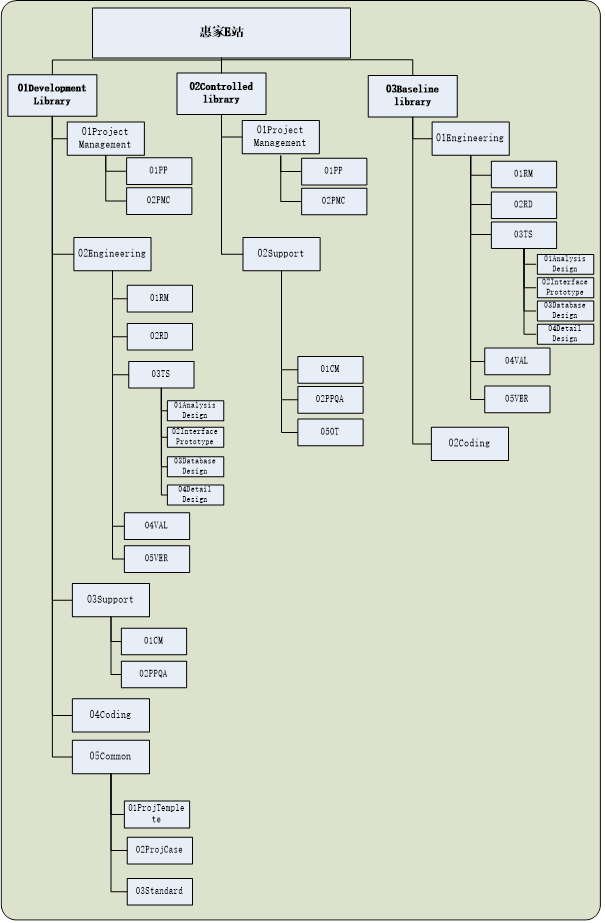 惠家E站
01Development
Library
01Project
Management
01PP
02PMC
02Engineering
01RM
02RD
03TS
01Analysis
Design
02Interface
Prototype
03Database
Design
04Detail
Design
04VAL
05VER
03Support
01CM
02PPQA
04Coding
05Common
01ProjTemple
te
02ProjCase
03Standard
02Controlled
library
01Project
Management
01PP
02PMC
02Support
01CM
02PPQA
05OT
03Baseline
library
01Engineering
01RM
02RD
03TS
01Analysis
Design
02Interface
Prototype
03Database
Design
04Detail
Design
04VAL
05VER
02Coding